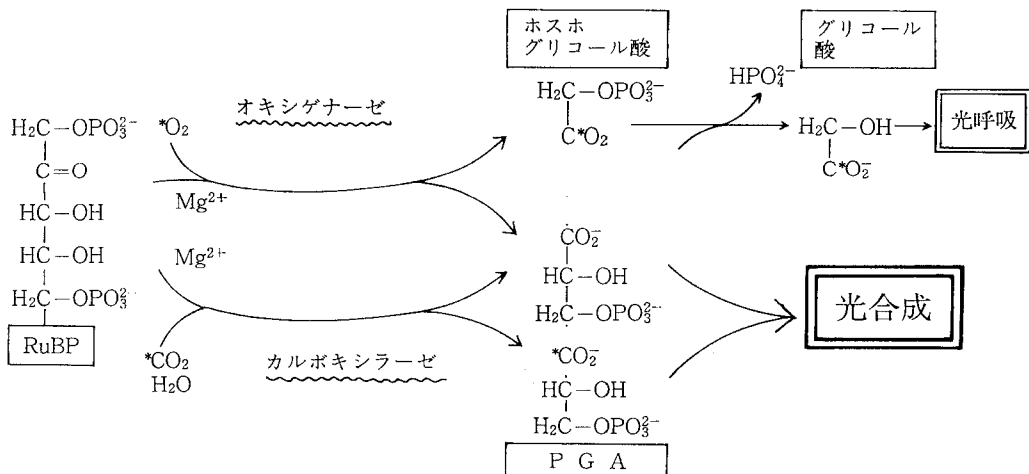 ホスホ
グリコール酸
グリコール
酸
HPO₄²⁻
オキシゲナーゼ
H₂C−OPO₃²⁻
C*O₂
H₂C−OH
C*O₂⁻
光呼吸
H₂C−OPO₃²⁻
C=O
HC−OH
HC−OH
H₂C−OPO₃²⁻
RuBP
*O₂
Mg²⁺
Mg²⁺
*CO₂
H₂O
カルボキシラーゼ
CO₂⁻
HC−OH
H₂C−OPO₃²⁻
*CO₂⁻
HC−OH
H₂C−OPO₃²⁻
P G A
光合成